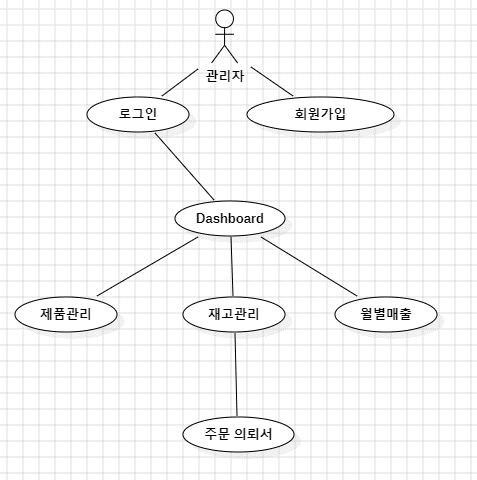 관리자
로그인
회원가입
Dashboard
제품관리
재고관리
월별매출
주문 의뢰서